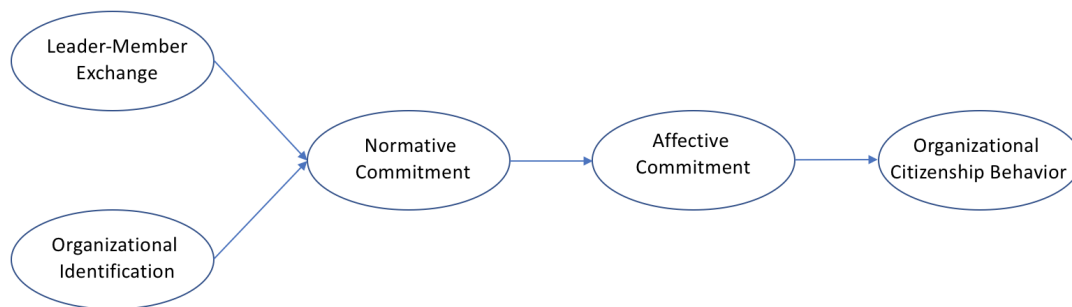 Leader-Member
Exchange
Organizational
Identification
Normative
Commitment
Affective
Commitment
Organizational
Citizenship Behavior